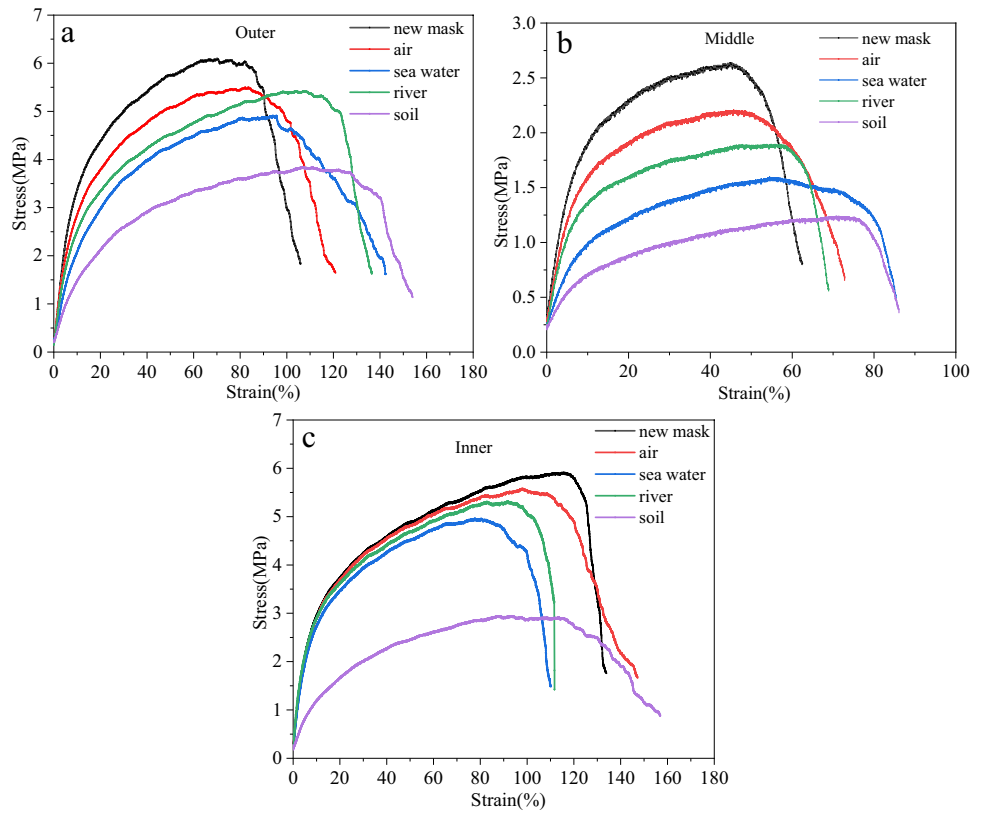 a
Outer
new mask
air
sea water
river
soil
7
6
5
4
3
2
1
0
Stress(MPa)
0 20 40 60 80 100 120 140 160 180
Strain(%)
b
Middle
new mask
air
sea water
river
soil
3.0
2.5
2.0
1.5
1.0
0.5
0.0
Stress(MPa)
0 20 40 60 80 100
Strain(%)
c
Inner
new mask
air
sea water
river
soil
7
6
5
4
3
2
1
0
Stress(MPa)
0 20 40 60 80 100 120 140 160 180
Strain(%)